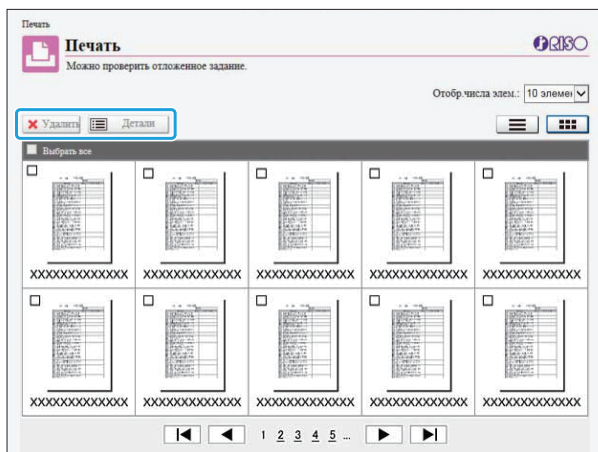 Печать
Печать
RISO
Можно проверить отложенное задание.
Отобр.числа элем.: 10 элемен
Удалить Детали
Выбрать все
XXXXXXXXXXXXX XXXXXXXXXXXXX XXXXXXXXXXXXX XXXXXXXXXXXXX XXXXXXXXXXXXX
XXXXXXXXXXXXX XXXXXXXXXXXXX XXXXXXXXXXXXX XXXXXXXXXXXXX XXXXXXXXXXXXX
1 2 3 4 5 ...